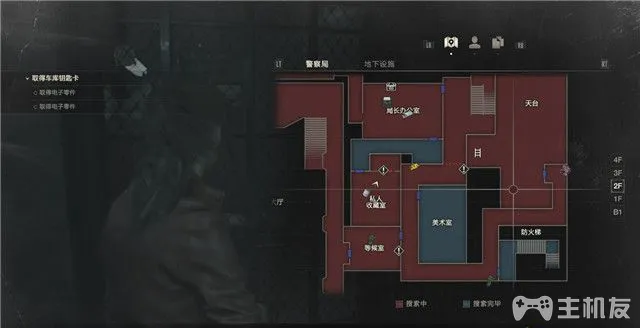 L1
R1
LT
警察局
地下设施
RT
取得车库钥匙卡
取得电子零件
取得电子零件
局长办公室
天台
4F
3F
2F
1F
B1
私人
收藏室
大厅
美术室
等候室
防火梯
搜索中
搜索完毕
主机友